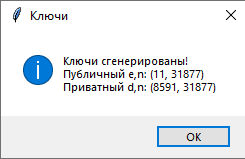 Ключи
Ключи сгенерированы!
Публичный e,n: (11, 31877)
Приватный d,n: (8591, 31877)
OK